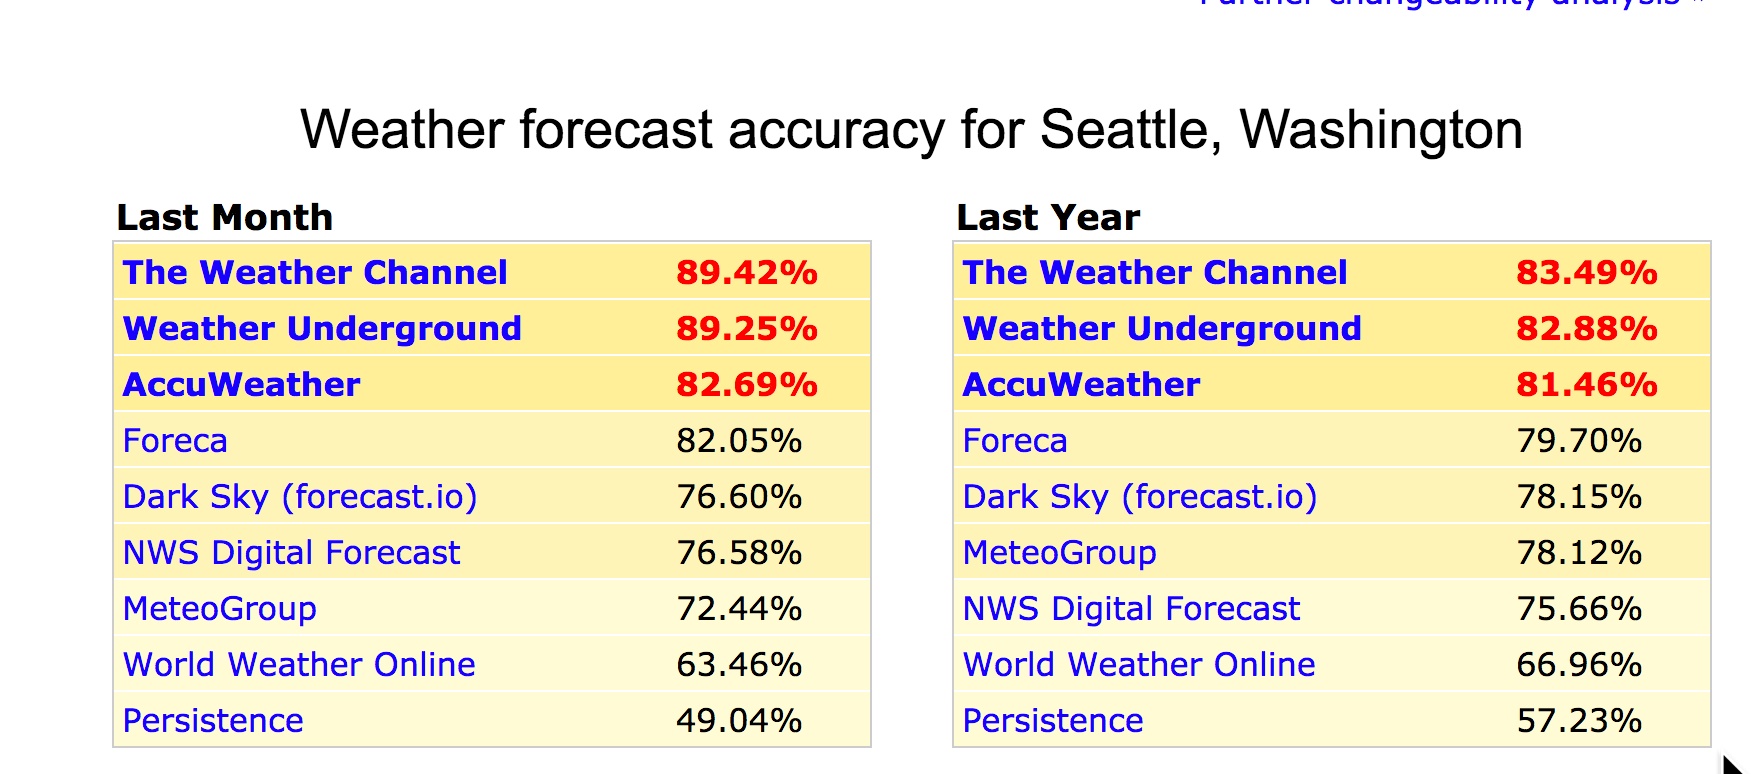 Further changeability analysis »
Weather forecast accuracy for Seattle, Washington
Last Month
The Weather Channel 89.42%
Weather Underground 89.25%
AccuWeather 82.69%
Foreca 82.05%
Dark Sky (forecast.io) 76.60%
NWS Digital Forecast 76.58%
MeteoGroup 72.44%
World Weather Online 63.46%
Persistence 49.04%
Last Year
The Weather Channel 83.49%
Weather Underground 82.88%
AccuWeather 81.46%
Foreca 79.70%
Dark Sky (forecast.io) 78.15%
MeteoGroup 78.12%
NWS Digital Forecast 75.66%
World Weather Online 66.96%
Persistence 57.23%